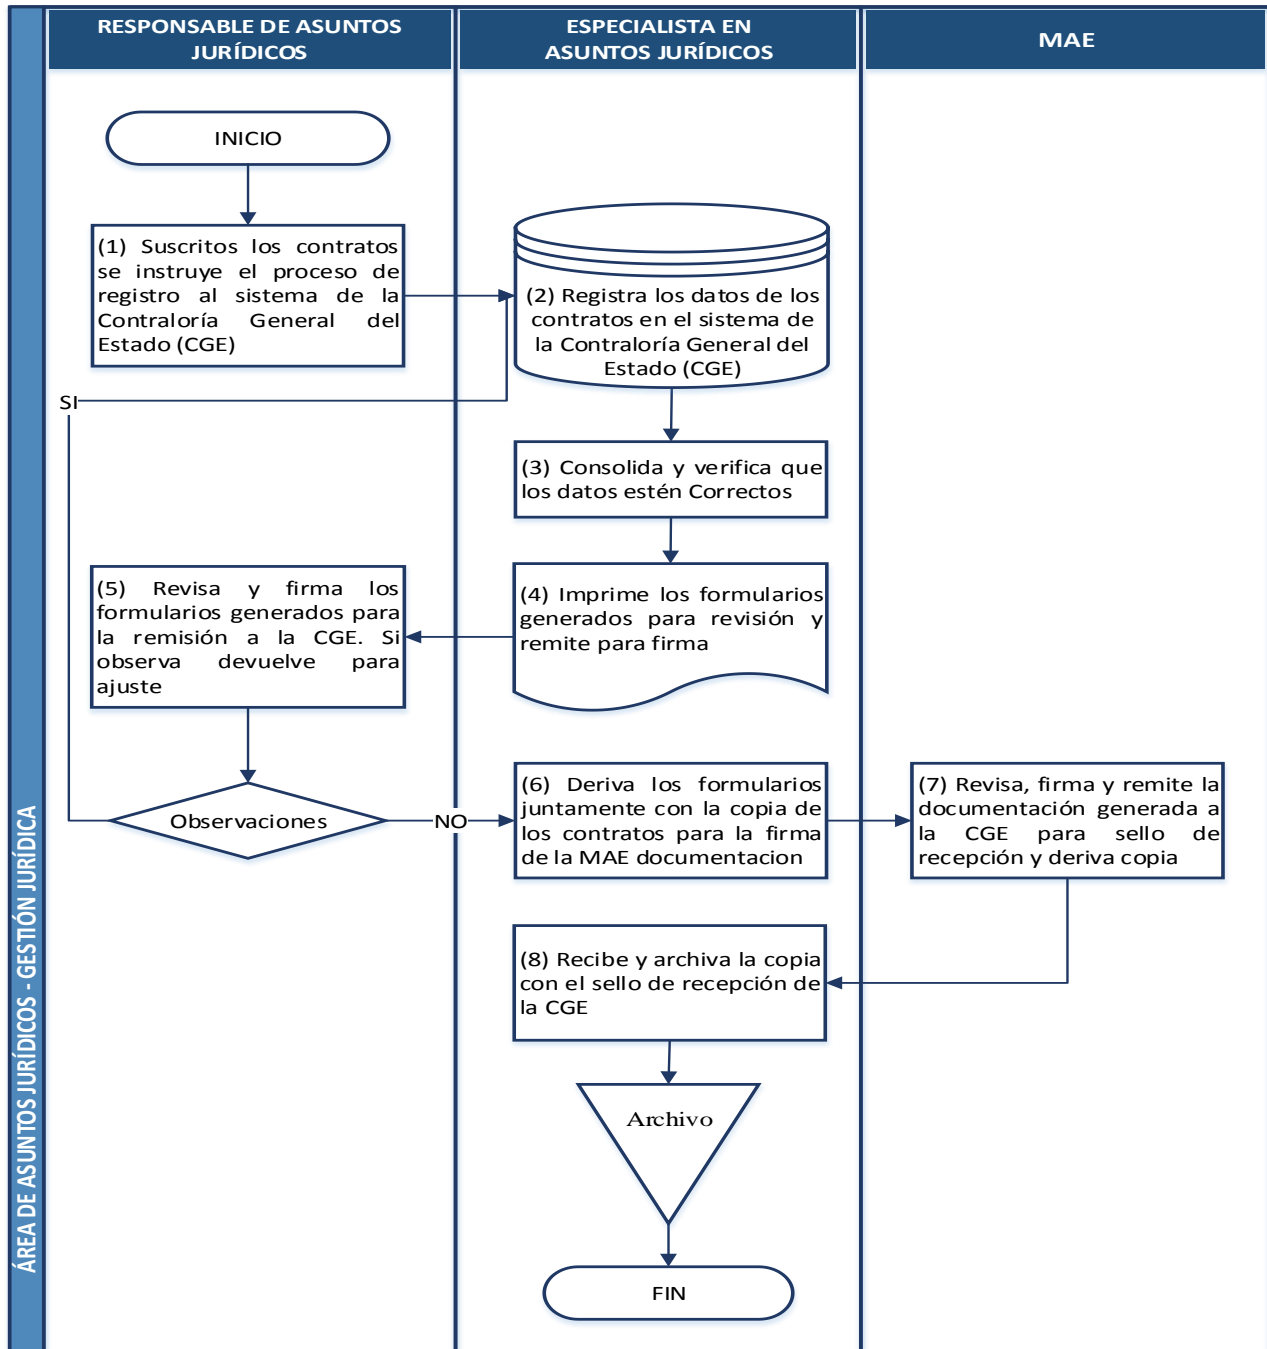 RESPONSABLE DE ASUNTOS
JURÍDICOS
ESPECIALISTA EN
ASUNTOS JURÍDICOS
MAE
ÁREA DE ASUNTOS JURÍDICOS - GESTIÓN JURÍDICA
INICIO
(1) Suscritos los contratos
se instruye el proceso de
registro al sistema de la
Contraloría General del
Estado (CGE)
(2) Registra los datos de los
contratos en el sistema de
la Contraloría General del
Estado (CGE)
SI
(3) Consolida y verifica que
los datos estén Correctos
(4) Imprime los formularios
generados para revisión y
remite para firma
(5) Revisa y firma los
formularios generados para
la remisión a la CGE. Si
observa devuelve para
ajuste
Observaciones
NO
(6) Deriva los formularios
juntamente con la copia de
los contratos para la firma
de la MAE documentacion
(7) Revisa, firma y remite la
documentación generada a
la CGE para sello de
recepción y deriva copia
(8) Recibe y archiva la copia
con el sello de recepción de
la CGE
Archivo
FIN